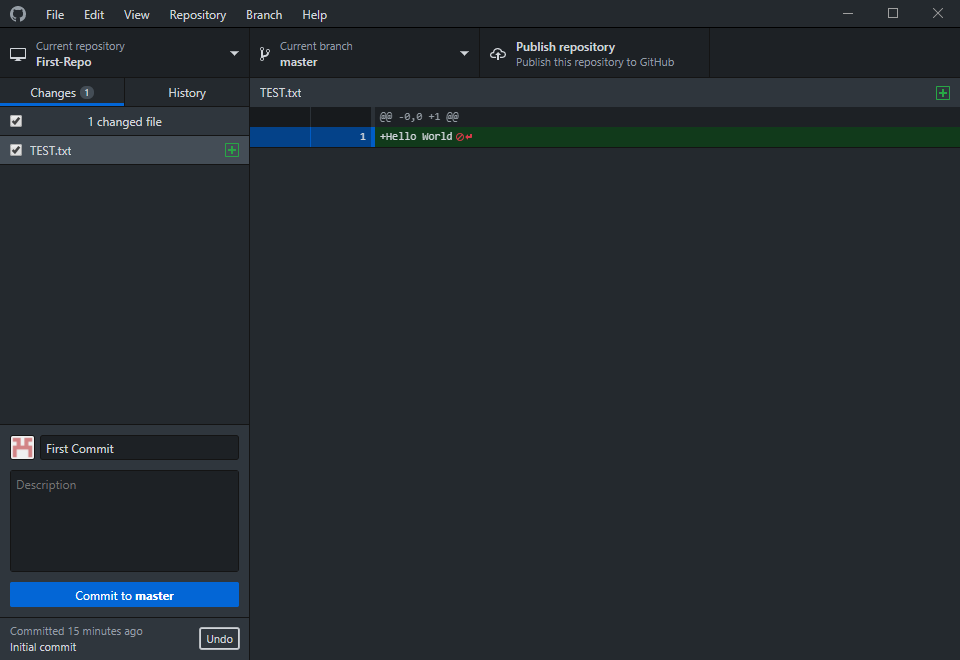 File Edit View Repository Branch Help
Current repository
First-Repo
Current branch
master
Publish repository
Publish this repository to GitHub
Changes 1
History
1 changed file
TEST.txt
TEST.txt
@@ -0,0 +1 @@
1 +Hello World
First Commit
Description
Commit to master
Committed 15 minutes ago
Initial commit
Undo